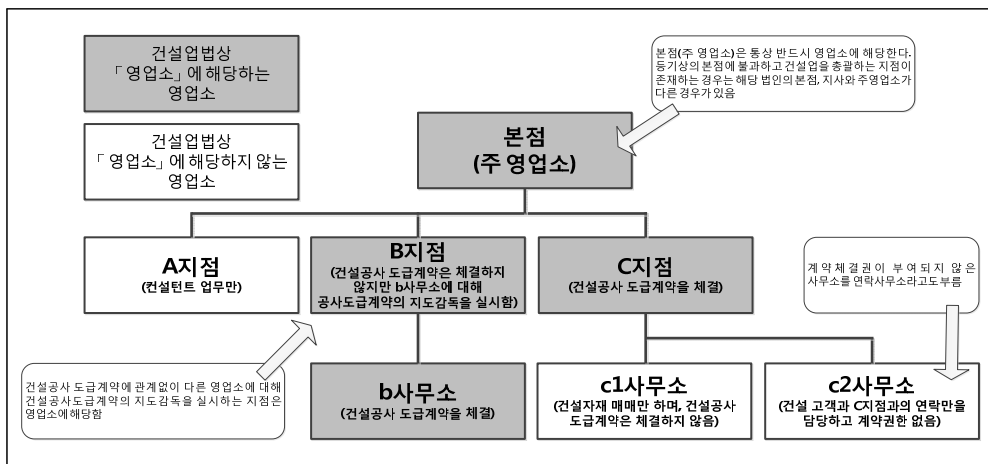 건설업법상
「영업소」에 해당하는
영업소
건설업법상
「영업소」에 해당하지 않는
영업소
본점(주 영업소)은 통상 반드시 영업소에 해당한다.
등기상의 본점에 불과하고 건설업을 총괄하는 지점이
존재하는 경우는 해당 법인의 본점, 지사와 주영업소가
다른 경우가 있음
본점
(주 영업소)
A지점
(컨설턴트 업무만)
B지점
(건설공사 도급계약은 체결하지
않지만 b사무소에 대해
공사도급계약의 지도감독을 실시함)
C지점
(건설공사 도급계약을 체결)
계약체결권이 부여되지 않은
사무소를 연락사무소라고도 부름
건설공사 도급계약에 관계없이 다른 영업소에 대해
건설공사도급계약의 지도감독을 실시하는 지점은
영업소에 해당함
b사무소
(건설공사 도급계약을 체결)
c1사무소
(건설자재 매매만 하며, 건설공사
도급계약은 체결하지 않음)
c2사무소
(건설 고객과 C지점과의 연락만을
담당하고 계약권한 없음)